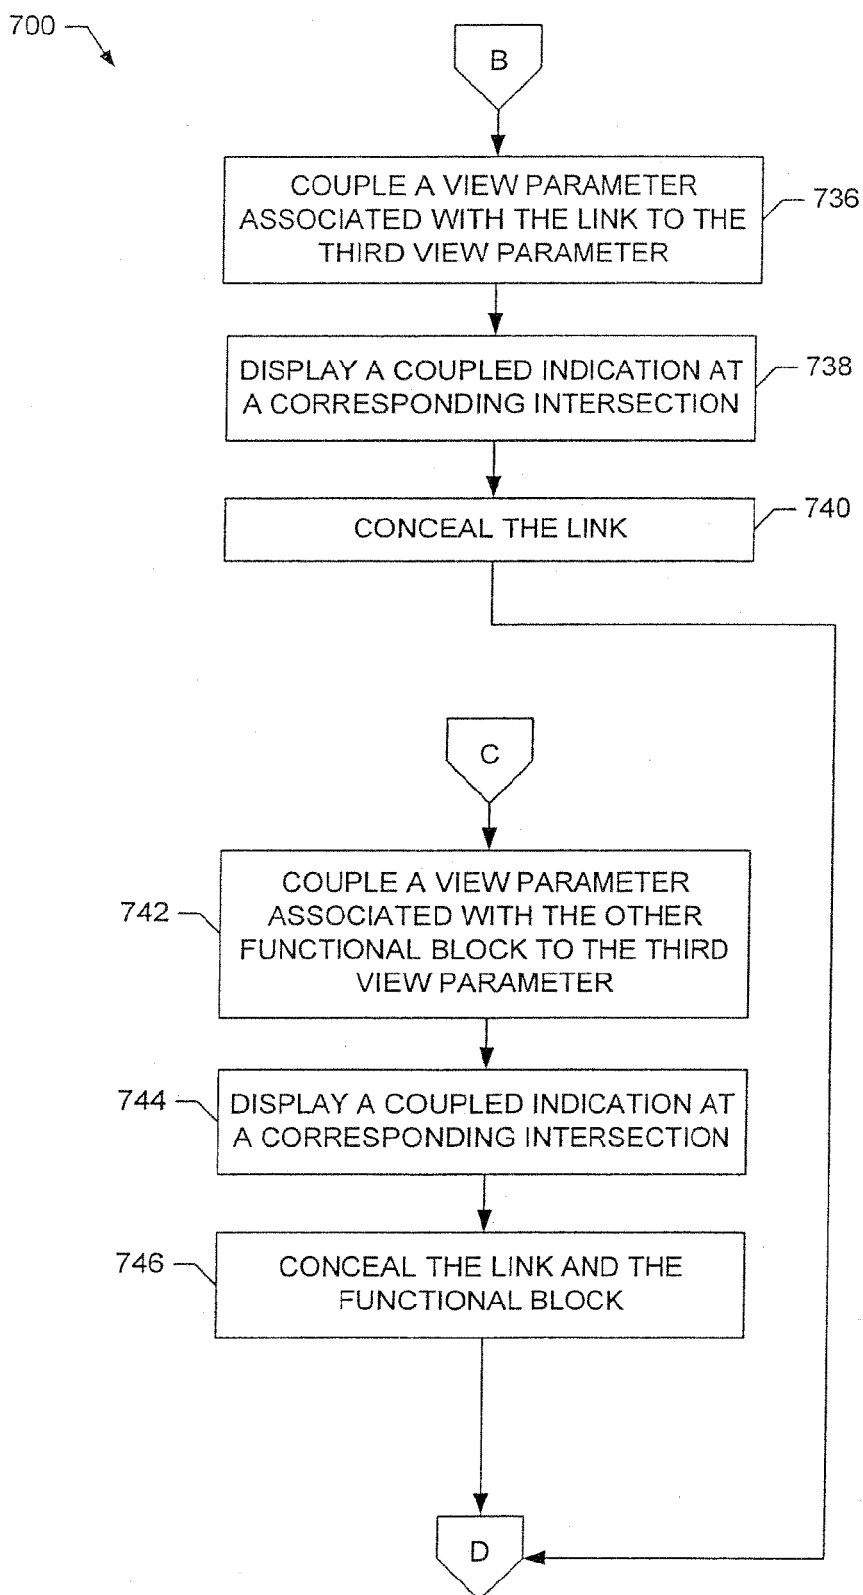 700
B
COUPLE A VIEW PARAMETER
ASSOCIATED WITH THE LINK TO THE
THIRD VIEW PARAMETER
736
DISPLAY A COUPLED INDICATION AT
A CORRESPONDING INTERSECTION
738
CONCEAL THE LINK
740
C
COUPLE A VIEW PARAMETER
ASSOCIATED WITH THE OTHER
FUNCTIONAL BLOCK TO THE THIRD
VIEW PARAMETER
742
DISPLAY A COUPLED INDICATION AT
A CORRESPONDING INTERSECTION
744
CONCEAL THE LINK AND THE
FUNCTIONAL BLOCK
746
D